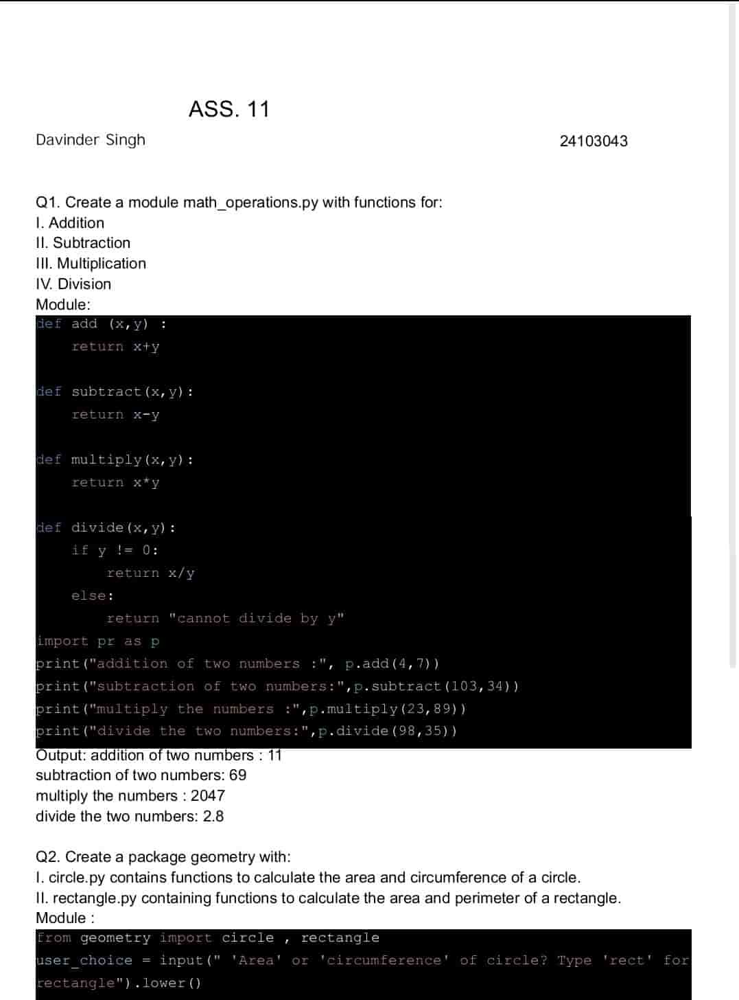 ASS. 11
Davinder Singh 24103043
Q1. Create a module math_operations.py with functions for:
I. Addition
II. Subtraction
III. Multiplication
IV. Division
Module:
def add (x,y) :
    return x+y
def subtract(x,y):
    return x-y
def multiply(x,y):
    return x*y
def divide(x,y):
    if y != 0:
        return x/y
    else:
        return "cannot divide by y"
import pr as p
print("addition of two numbers :", p.add(4,7))
print("subtraction of two numbers:",p.subtract(103,34))
print("multiply the numbers :",p.multiply(23,89))
print("divide the two numbers:",p.divide(98,35))
Output: addition of two numbers : 11
subtraction of two numbers: 69
multiply the numbers : 2047
divide the two numbers: 2.8
Q2. Create a package geometry with:
I. circle.py contains functions to calculate the area and circumference of a circle.
II. rectangle.py containing functions to calculate the area and perimeter of a rectangle.
Module :
from geometry import circle , rectangle
user_choice = input(" 'Area' or 'circumference' of circle? Type 'rect' for
rectangle").lower()